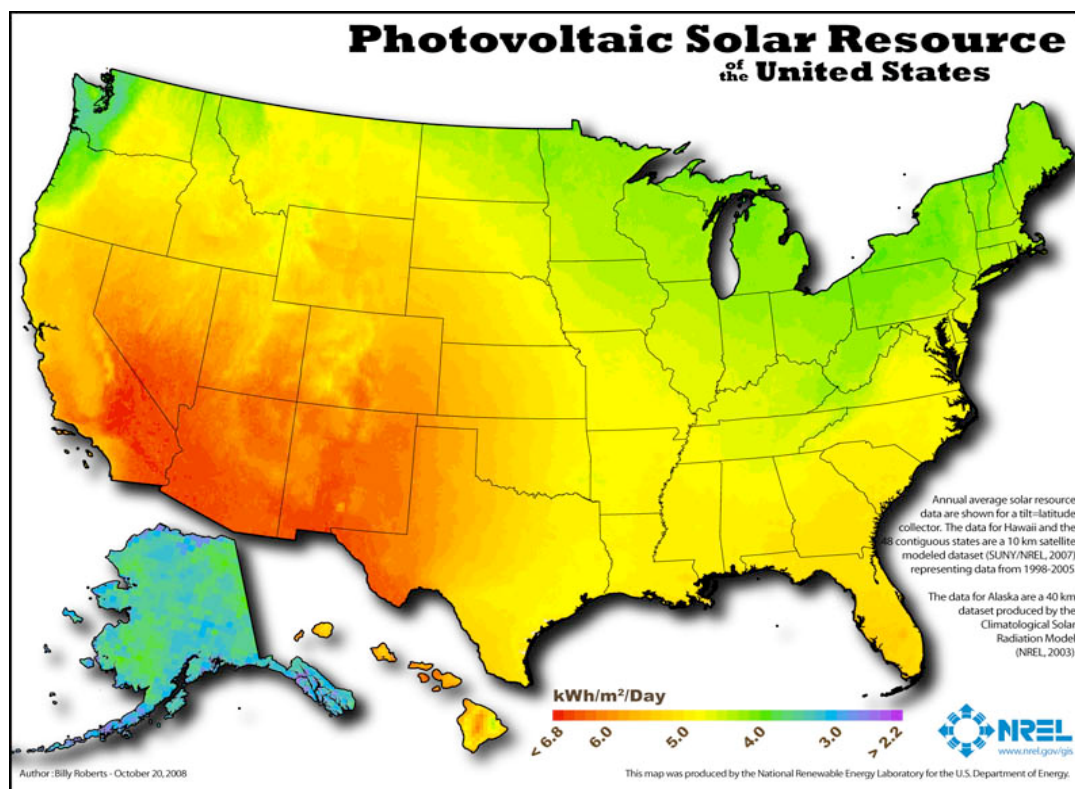 Photovoltaic Solar Resource
of the United States
Annual average solar resource
data are shown for a tilt=latitude
collector. The data for Hawaii and the
48 contiguous states are a 10 km satellite
modeled dataset (SUNY/NREL, 2007)
representing data from 1998-2005.
The data for Alaska are a 40 km
dataset produced by the
Climatological Solar
Radiation Model
(NREL, 2003).
kWh/m²/Day
< 6.8
6.0
5.0
4.0
3.0
> 2.2
NREL
www.nrel.gov/gis
Author : Billy Roberts - October 20, 2008
This map was produced by the National Renewable Energy Laboratory for the U.S. Department of Energy.